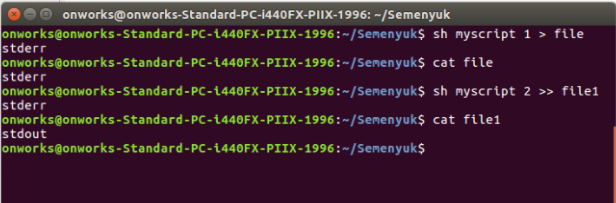 onworks@onworks-Standard-PC-i440FX-PIIX-1996: ~/Semenyuk
onworks@onworks-Standard-PC-i440FX-PIIX-1996:~/Semenyuk$ sh myscript 1 > file
stderr
onworks@onworks-Standard-PC-i440FX-PIIX-1996:~/Semenyuk$ cat file
stderr
onworks@onworks-Standard-PC-i440FX-PIIX-1996:~/Semenyuk$ sh myscript 2 >> file1
stderr
onworks@onworks-Standard-PC-i440FX-PIIX-1996:~/Semenyuk$ cat file1
stdout
onworks@onworks-Standard-PC-i440FX-PIIX-1996:~/Semenyuk$